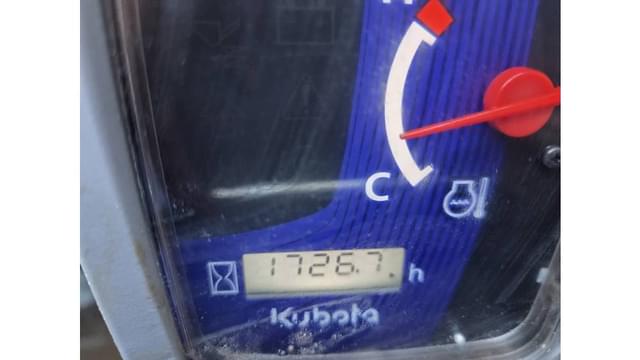 H
C
1726.7 h
Kubota